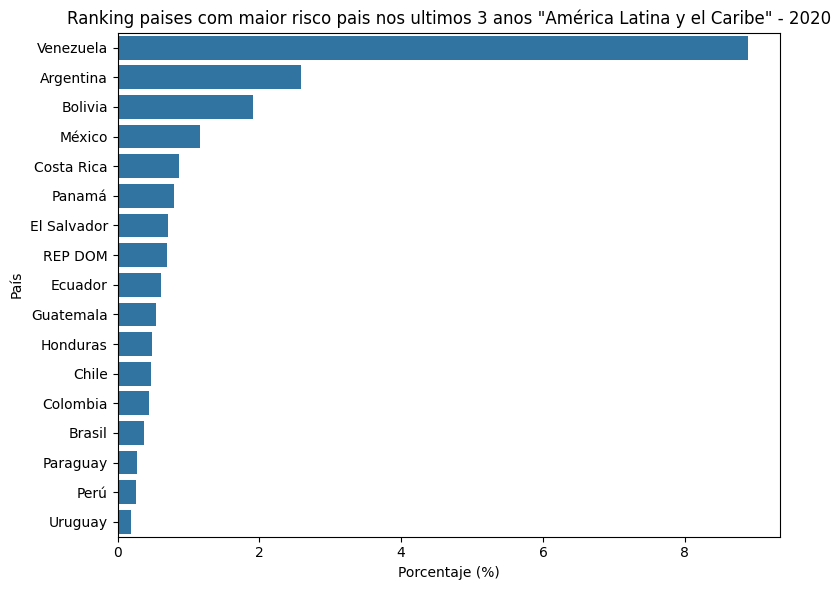 Ranking paises com maior risco pais nos ultimos 3 anos "América Latina y el Caribe" - 2020
Venezuela
Argentina
Bolivia
México
Costa Rica
Panamá
El Salvador
REP DOM
Ecuador
Guatemala
Honduras
Chile
Colombia
Brasil
Paraguay
Perú
Uruguay
País
0 2 4 6 8
Porcentaje (%)